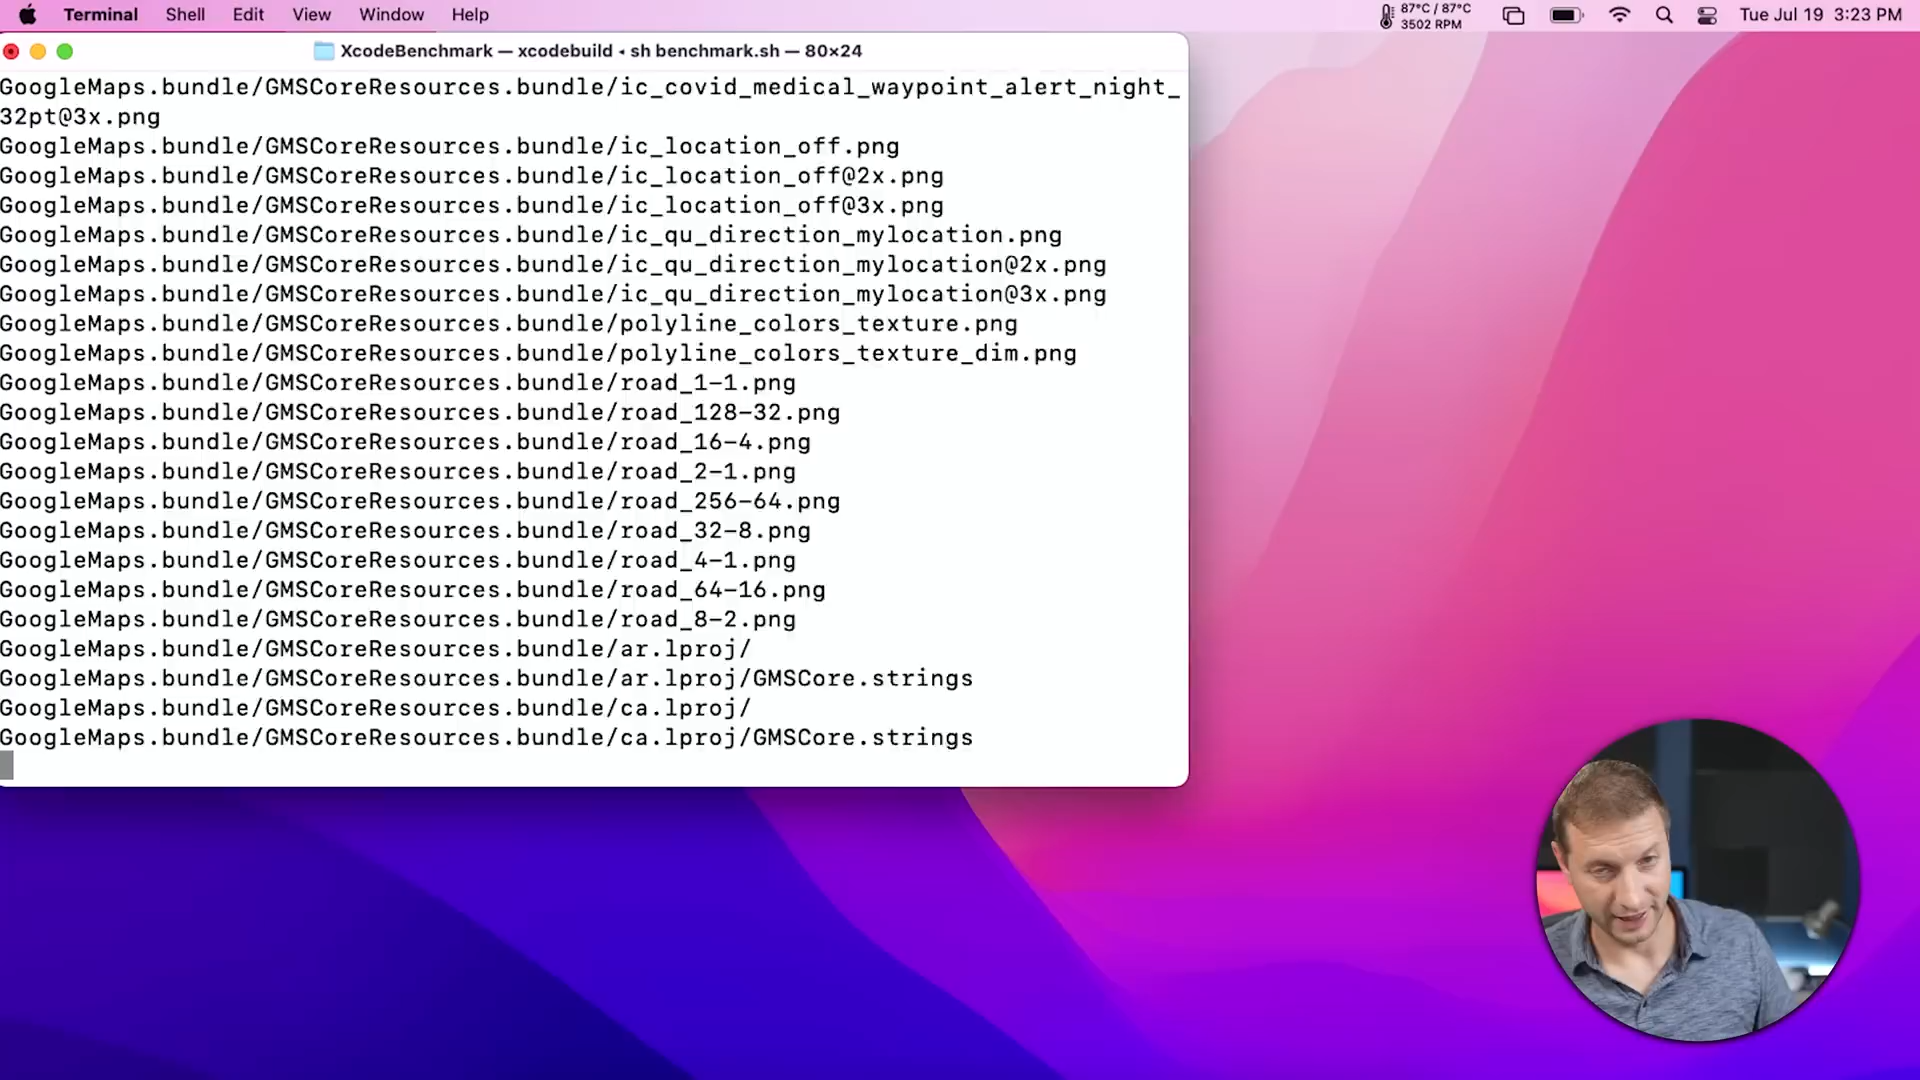 Terminal Shell Edit View Window Help 87°C / 87°C Tue Jul 19 3:23 PM
3502 RPM
XcodeBenchmark — xcodebuild ◂ sh benchmark.sh — 80×24
GoogleMaps.bundle/GMSCoreResources.bundle/ic_covid_medical_waypoint_alert_night_
32pt@3x.png
GoogleMaps.bundle/GMSCoreResources.bundle/ic_location_off.png
GoogleMaps.bundle/GMSCoreResources.bundle/ic_location_off@2x.png
GoogleMaps.bundle/GMSCoreResources.bundle/ic_location_off@3x.png
GoogleMaps.bundle/GMSCoreResources.bundle/ic_qu_direction_mylocation.png
GoogleMaps.bundle/GMSCoreResources.bundle/ic_qu_direction_mylocation@2x.png
GoogleMaps.bundle/GMSCoreResources.bundle/ic_qu_direction_mylocation@3x.png
GoogleMaps.bundle/GMSCoreResources.bundle/polyline_colors_texture.png
GoogleMaps.bundle/GMSCoreResources.bundle/polyline_colors_texture_dim.png
GoogleMaps.bundle/GMSCoreResources.bundle/road_1-1.png
GoogleMaps.bundle/GMSCoreResources.bundle/road_128-32.png
GoogleMaps.bundle/GMSCoreResources.bundle/road_16-4.png
GoogleMaps.bundle/GMSCoreResources.bundle/road_2-1.png
GoogleMaps.bundle/GMSCoreResources.bundle/road_256-64.png
GoogleMaps.bundle/GMSCoreResources.bundle/road_32-8.png
GoogleMaps.bundle/GMSCoreResources.bundle/road_4-1.png
GoogleMaps.bundle/GMSCoreResources.bundle/road_64-16.png
GoogleMaps.bundle/GMSCoreResources.bundle/road_8-2.png
GoogleMaps.bundle/GMSCoreResources.bundle/ar.lproj/
GoogleMaps.bundle/GMSCoreResources.bundle/ar.lproj/GMSCore.strings
GoogleMaps.bundle/GMSCoreResources.bundle/ca.lproj/
GoogleMaps.bundle/GMSCoreResources.bundle/ca.lproj/GMSCore.strings